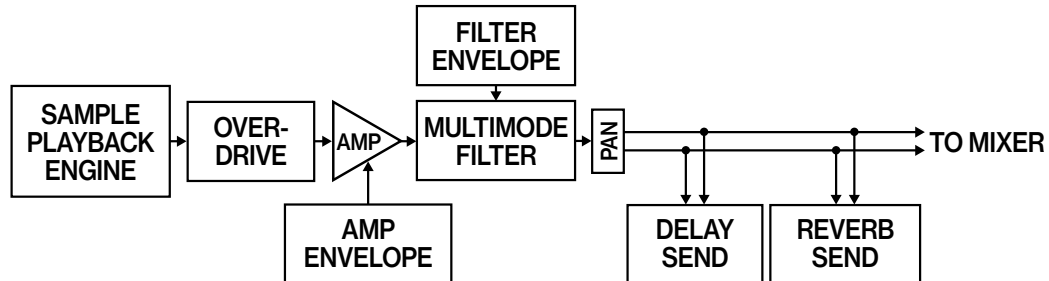 FILTER
ENVELOPE
SAMPLE
PLAYBACK
ENGINE
OVER-
DRIVE
AMP
MULTIMODE
FILTER
PAN
TO MIXER
AMP
ENVELOPE
DELAY
SEND
REVERB
SEND